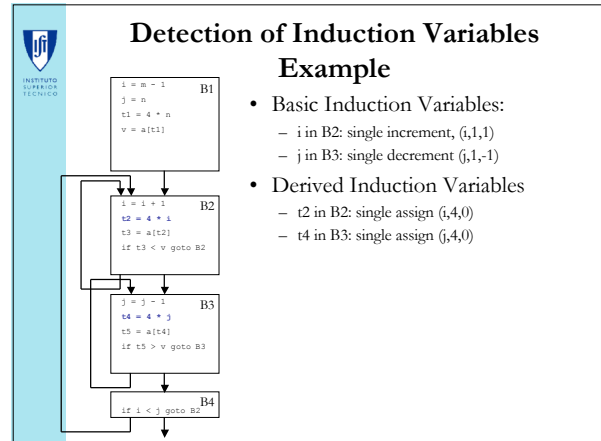 Detection of Induction Variables
Example
INSTITUTO
SUPERIOR
TÉCNICO
B1
i = m - 1
j = n
t1 = 4 * n
v = a[t1]
B2
i = i + 1
t2 = 4 * i
t3 = a[t2]
if t3 < v goto B2
B3
j = j - 1
t4 = 4 * j
t5 = a[t4]
if t5 > v goto B3
B4
if i < j goto B2
• Basic Induction Variables:
– i in B2: single increment, (i,1,1)
– j in B3: single decrement (j,1,-1)
• Derived Induction Variables
– t2 in B2: single assign (i,4,0)
– t4 in B3: single assign (j,4,0)